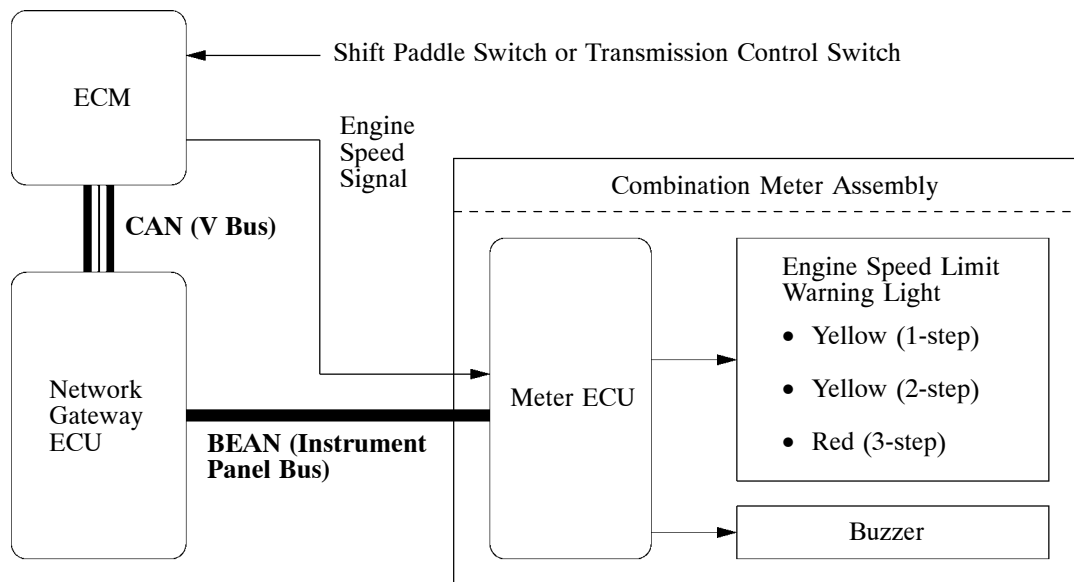 Shift Paddle Switch or Transmission Control Switch
ECM
Engine
Speed
Signal
Combination Meter Assembly
CAN (V Bus)
Engine Speed Limit
Warning Light
• Yellow (1-step)
• Yellow (2-step)
• Red (3-step)
Network
Gateway
ECU
Meter ECU
BEAN (Instrument
Panel Bus)
Buzzer